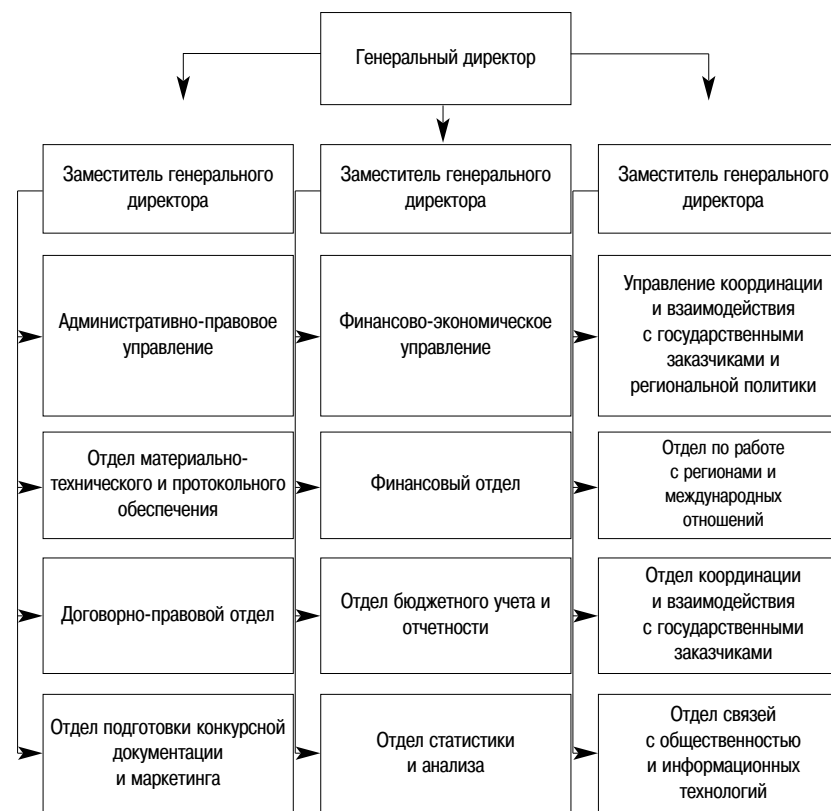 Генеральный директор
Заместитель генерального
директора
Заместитель генерального
директора
Заместитель генерального
директора
Административно-правовое
управление
Финансово-экономическое
управление
Управление координации
и взаимодействия
с государственными
заказчиками и
региональной политики
Отдел материально-
технического и протокольного
обеспечения
Финансовый отдел
Отдел по работе
с регионами и
международных
отношений
Договорно-правовой отдел
Отдел бюджетного учета и
отчетности
Отдел координации
и взаимодействия
с государственными
заказчиками
Отдел подготовки конкурсной
документации
и маркетинга
Отдел статистики
и анализа
Отдел связей
с общественностью
и информационных
технологий